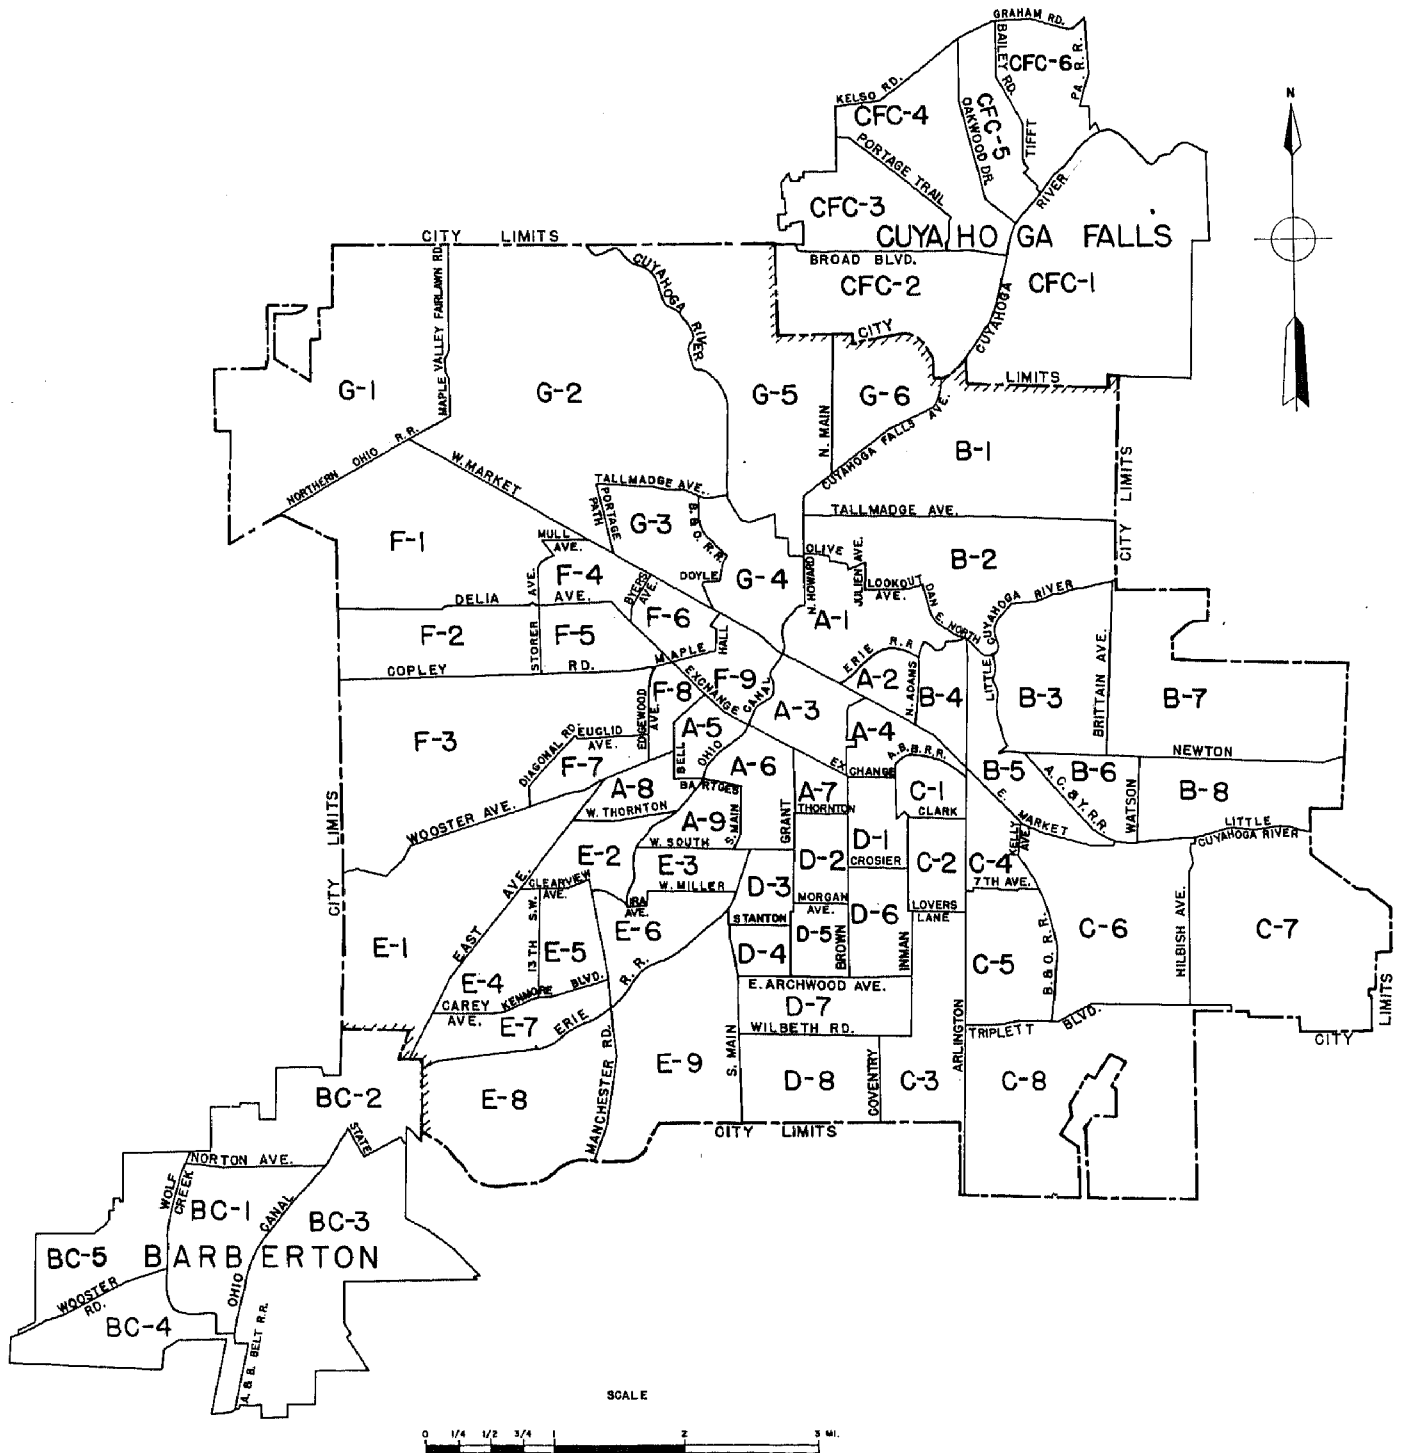 GRAHAM RD.
BAILEY RD.
CFC-6
PA. R. R.
KELSO RD.
CFC-4
CFC-5
OAKWOOD DR.
TIFFT
N
PORTAGE TRAIL
RIVER
CFC-3
CUYAHOGA FALLS
CITY LIMITS
BROAD BLVD.
CFC-2
CFC-1
CUYAHOGA RIVER
CUYAHOGA
MAPLE VALLEY FAIRLAWN RD.
CITY
LIMITS
G-1
G-2
G-5
G-6
N. MAIN
CUYAHOGA FALLS AVE.
B-1
CITY LIMITS
NORTHERN OHIO R.R.
W. MARKET
TALLMADGE AVE.
PORTAGE PATH
G-3
B. & O. R. R.
TALLMADGE AVE.
F-1
MULL AVE.
F-4
DOYLE
G-4
OLIVE
N. HOWARD
JULIEN AVE.
LOOKOUT AVE.
B-2
DAN E. NORTH
CUYAHOGA RIVER
LITTLE
DELIA AVE.
STORER AVE.
BYERS AVE.
F-6
A-1
F-2
F-5
MAPLE
HALL
ERIE R. R.
COPLEY RD.
EXCHANGE
F-9
CANAL
OHIO
A-2
N. ADAMS
B-4
B-3
BRITTAIN AVE.
B-7
F-3
F-8
EDGEWOOD AVE.
A-5
A-3
A-4
DIAGONAL RD.
EUCLID AVE.
BELL
A. B. B. R. R.
NEWTON
F-7
A-8
A-6
EXCHANGE
B-5
B-6
A. C. & Y. R. R.
WATSON
B-8
BARTGES
A-7
C-1
WOOSTER AVE.
W. THORNTON
A-9
S. MAIN
GRANT
THORNTON
CLARK
E. MARKET
KELLY AVE.
LITTLE CUYAHOGA RIVER
CITY LIMITS
W. SOUTH
D-1
E-2
E-3
D-2
CROSIER
C-2
C-4
CLEARVIEW AVE.
W. MILLER
D-3
7TH AVE.
EAST AVE.
IRA AVE.
MORGAN AVE.
LOVERS LANE
13TH S.W.
STANTON
D-6
E-1
E-5
E-6
D-4
D-5
BROWN
INMAN
C-6
HILBISH AVE.
C-7
E-4
C-5
B. & O. R. R.
CAREY AVE.
KENMORE BLVD.
E. ARCHWOOD AVE.
D-7
E-7
ERIE R. R.
WILBETH RD.
ARLINGTON
TRIPLETT BLVD.
CITY LIMITS
E-9
S. MAIN
D-8
COVENTRY
C-3
C-8
BC-2
E-8
MANCHESTER RD.
CITY LIMITS
STATE
NORTON AVE.
WOLF CREEK
BC-1
CANAL
BC-3
BC-5
BARBERTON
WOOSTER RD.
OHIO
BC-4
A. & B. BELT R.R.
SCALE
0 1/4 1/2 3/4 1 2 3 MI.